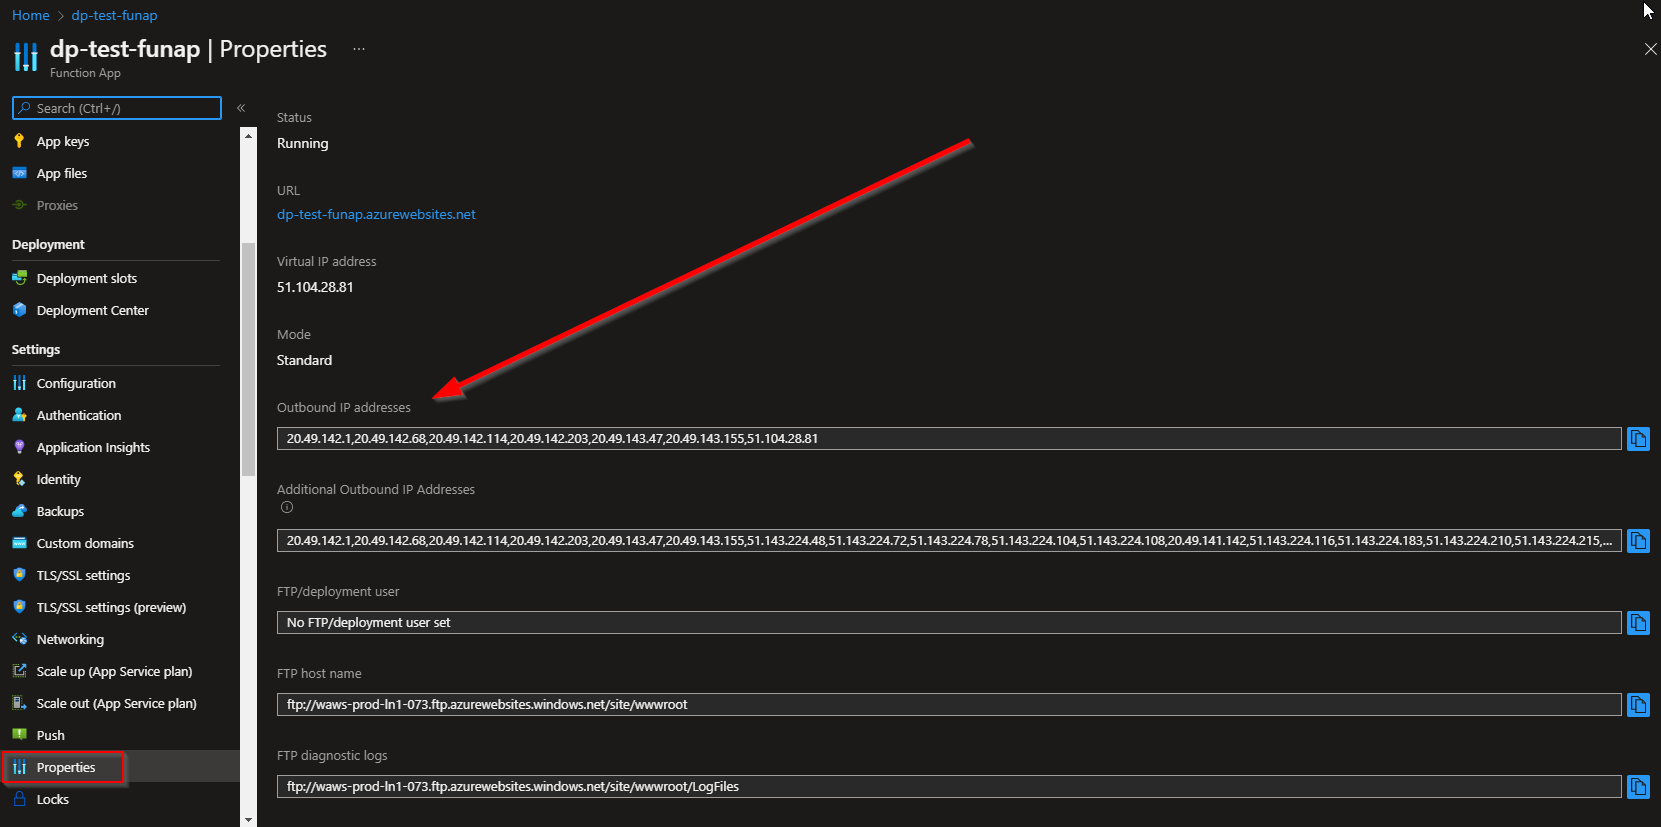 Home > dp-test-funap
dp-test-funap | Properties ...
Function App
Search (Ctrl+/)
«
App keys
App files
Proxies
Deployment
Deployment slots
Deployment Center
Settings
Configuration
Authentication
Application Insights
Identity
Backups
Custom domains
TLS/SSL settings
TLS/SSL settings (preview)
Networking
Scale up (App Service plan)
Scale out (App Service plan)
Push
Properties
Locks
Status
Running
URL
dp-test-funap.azurewebsites.net
Virtual IP address
51.104.28.81
Mode
Standard
Outbound IP addresses
20.49.142.1,20.49.142.68,20.49.142.114,20.49.142.203,20.49.143.47,20.49.143.155,51.104.28.81
Additional Outbound IP Addresses
20.49.142.1,20.49.142.68,20.49.142.114,20.49.142.203,20.49.143.47,20.49.143.155,51.143.224.48,51.143.224.72,51.143.224.78,51.143.224.104,51.143.224.108,20.49.141.142,51.143.224.116,51.143.224.183,51.143.224.210,51.143.224.215,...
FTP/deployment user
No FTP/deployment user set
FTP host name
ftp://waws-prod-ln1-073.ftp.azurewebsites.windows.net/site/wwwroot
FTP diagnostic logs
ftp://waws-prod-ln1-073.ftp.azurewebsites.windows.net/site/wwwroot/LogFiles